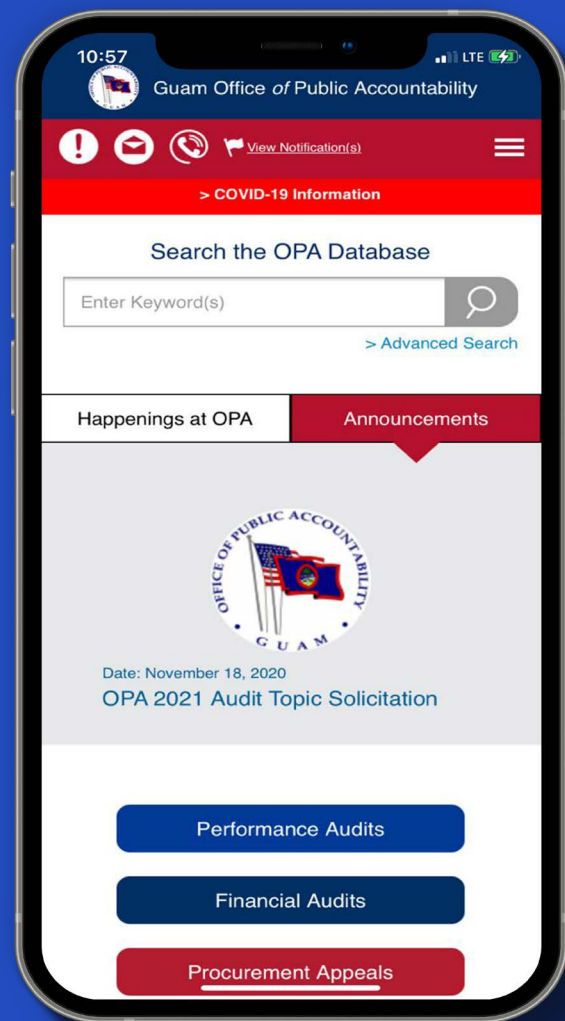 10:57
LTE
Guam Office of Public Accountability
View Notification(s)
> COVID-19 Information
Search the OPA Database
Enter Keyword(s)
> Advanced Search
Happenings at OPA
Announcements
OFFICE OF PUBLIC ACCOUNTABILITY
• GUAM •
Date: November 18, 2020
OPA 2021 Audit Topic Solicitation
Performance Audits
Financial Audits
Procurement Appeals